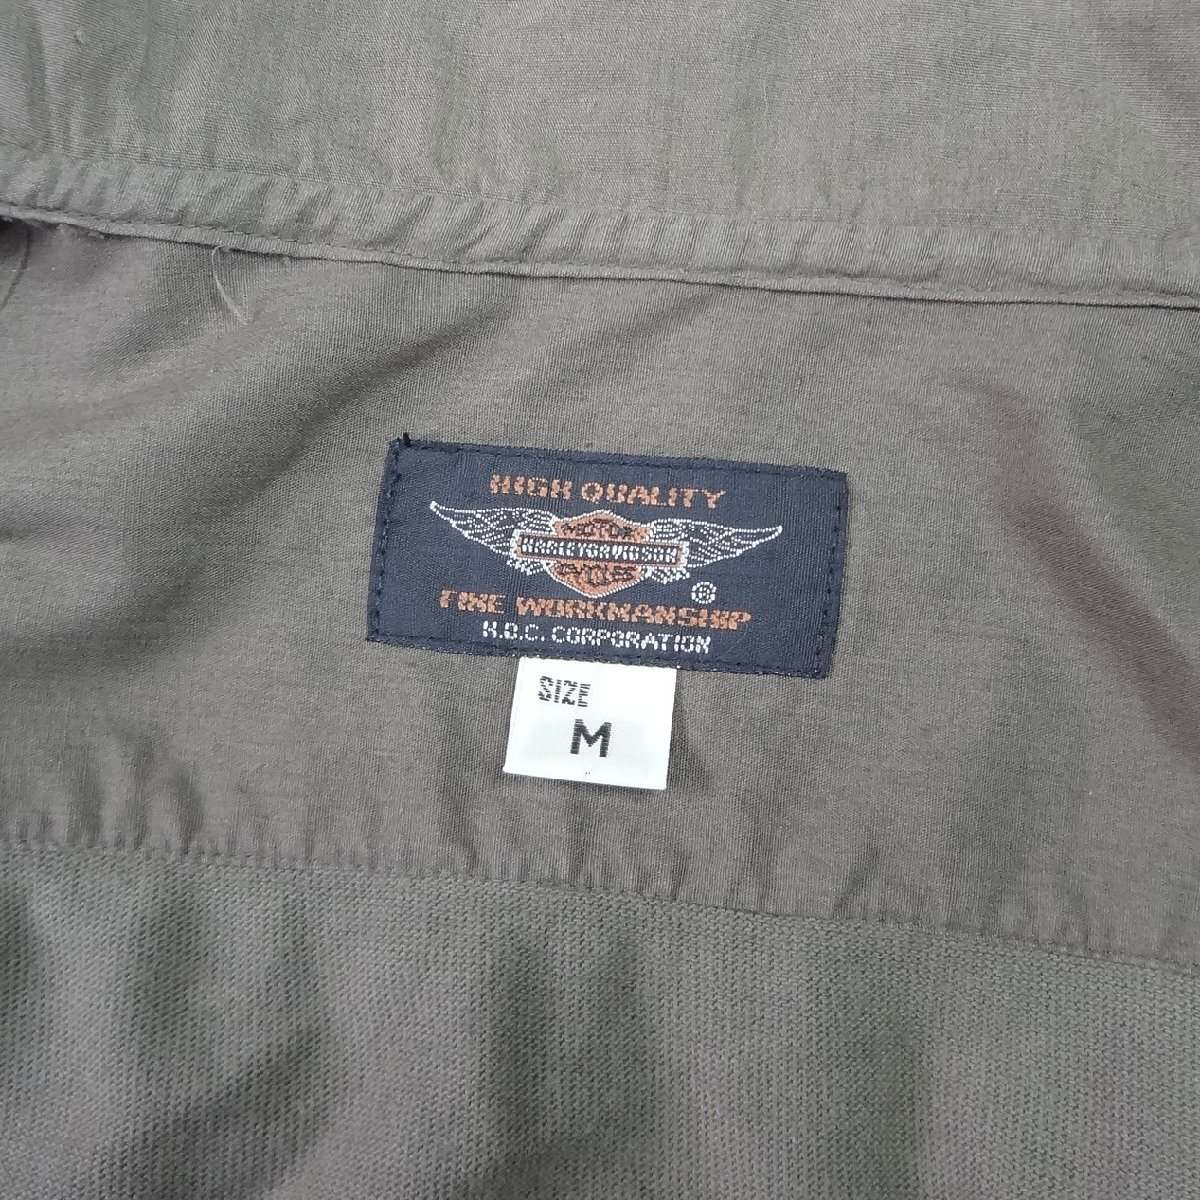 HIGH QUALITY
MOTOR
HARLEY-DAVIDSON
CYCLES
®
FINE WORKMANSHIP
H.D.C. CORPORATION
SIZE
M